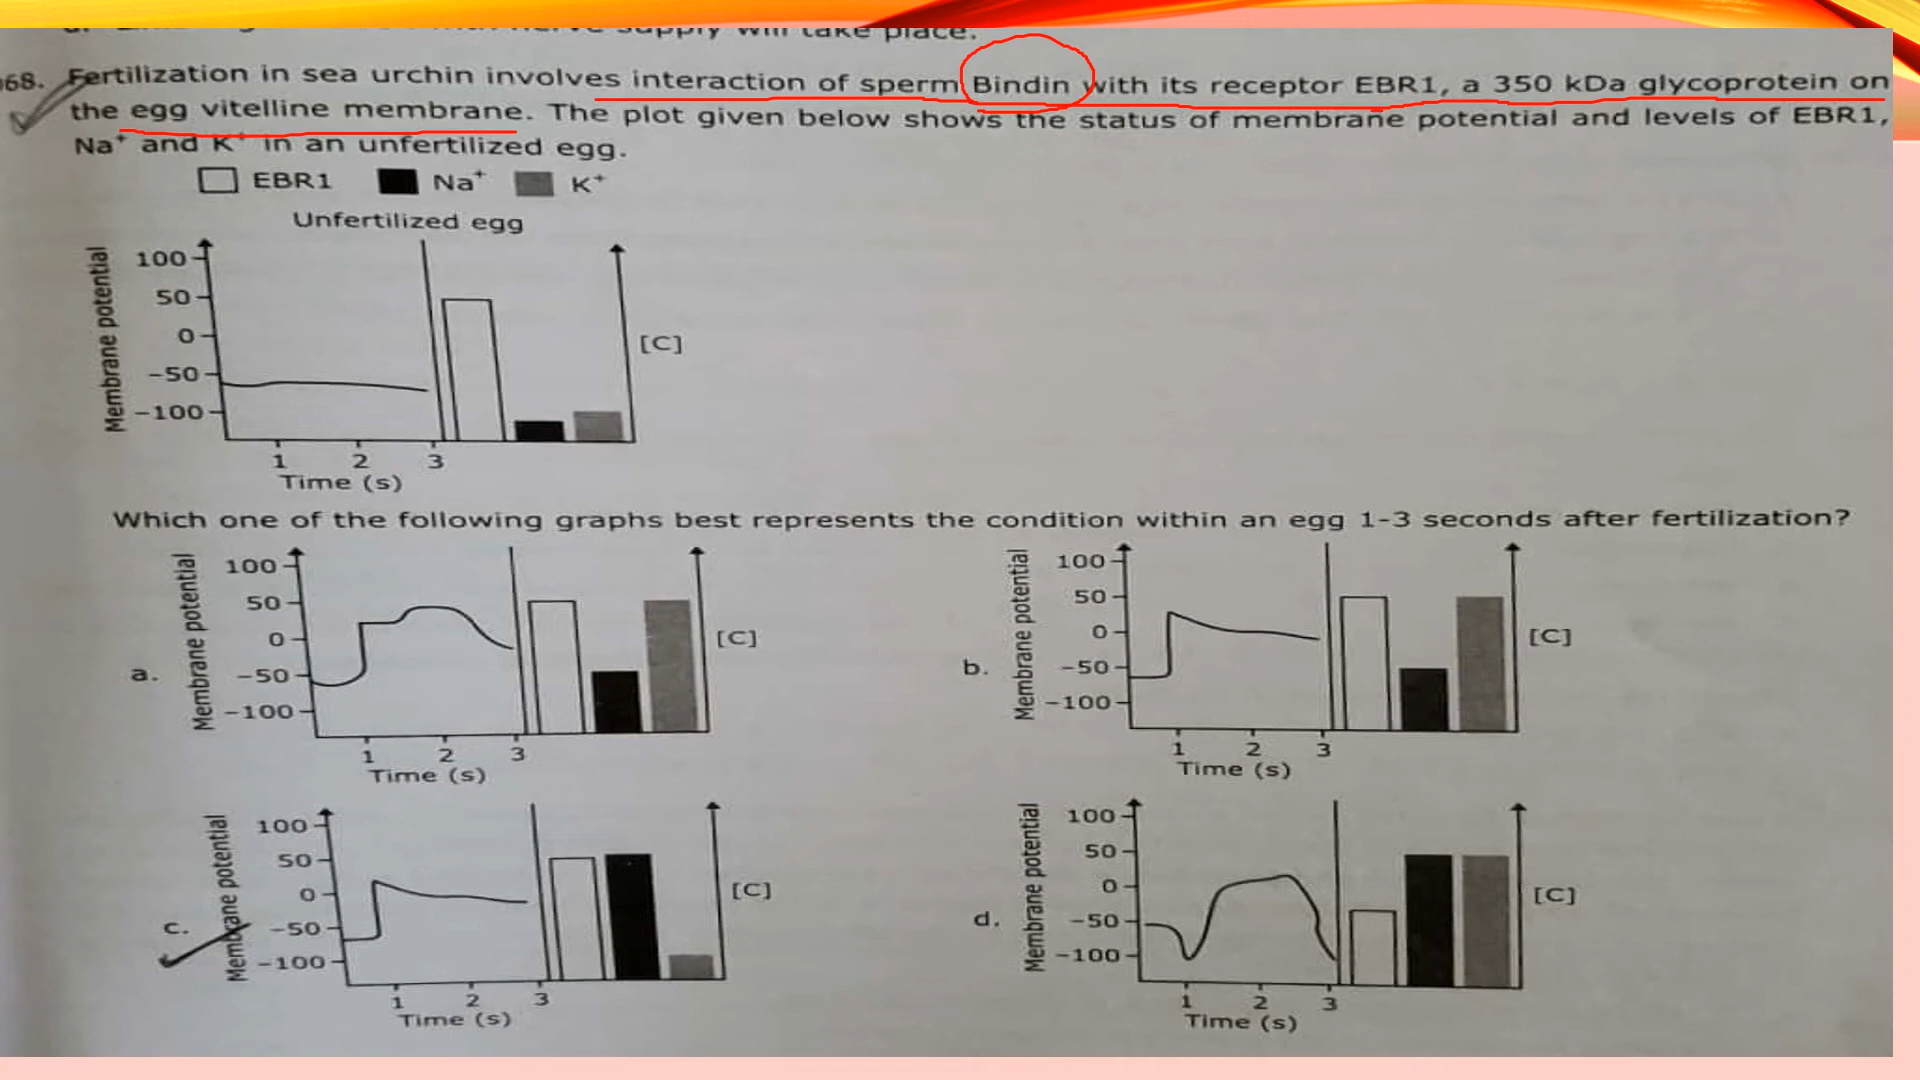 supply will take place.
68. Fertilization in sea urchin involves interaction of sperm Bindin with its receptor EBR1, a 350 kDa glycoprotein on
the egg vitelline membrane. The plot given below shows the status of membrane potential and levels of EBR1,
Na⁺ and K⁺ in an unfertilized egg.
EBR1 Na⁺ K⁺
Unfertilized egg
Membrane potential
100
50
0
−50
−100
[C]
1 2 3
Time (s)
Which one of the following graphs best represents the condition within an egg 1-3 seconds after fertilization?
a.
Membrane potential
100
50
0
−50
−100
[C]
1 2 3
Time (s)
b.
Membrane potential
100
50
0
−50
−100
[C]
1 2 3
Time (s)
c.
Membrane potential
100
50
0
−50
−100
[C]
1 2 3
Time (s)
d.
Membrane potential
100
50
0
−50
−100
[C]
1 2 3
Time (s)